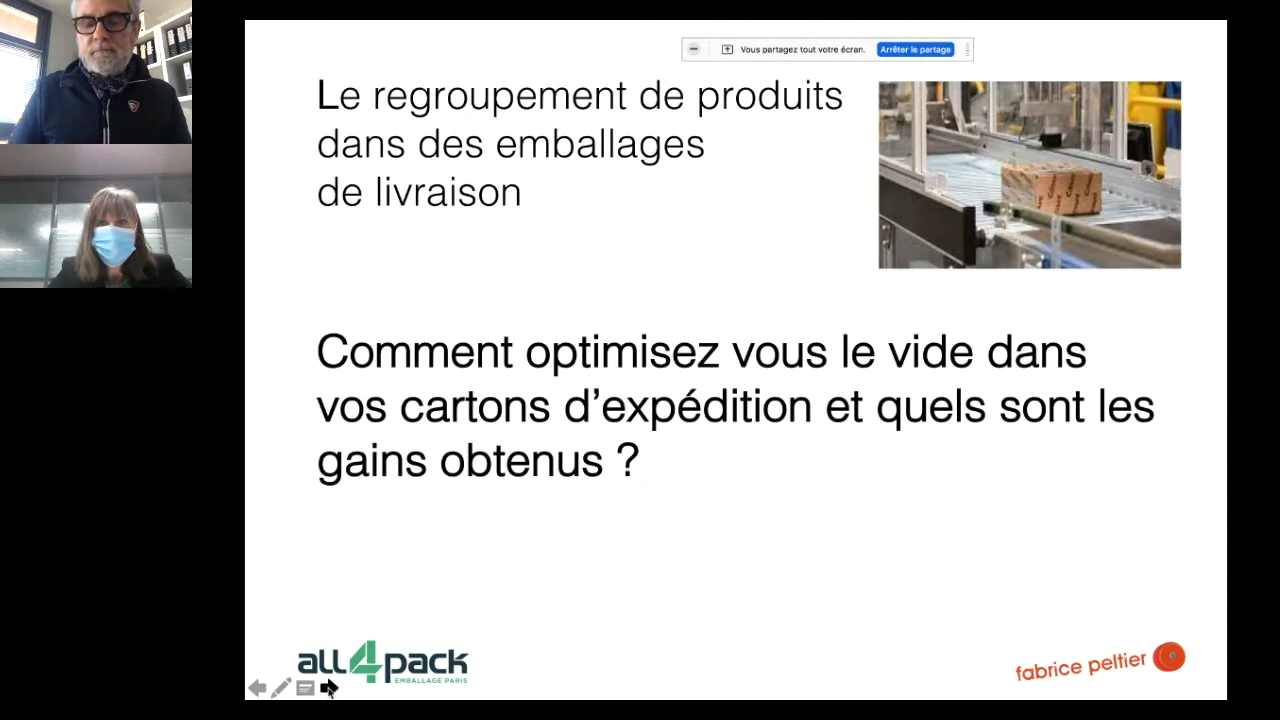 Vous partagez tout votre écran. Arrêter le partage
Le regroupement de produits
dans des emballages
de livraison
Comment optimisez vous le vide dans
vos cartons d’expédition et quels sont les
gains obtenus ?
all4pack
EMBALLAGE PARIS
fabrice peltier